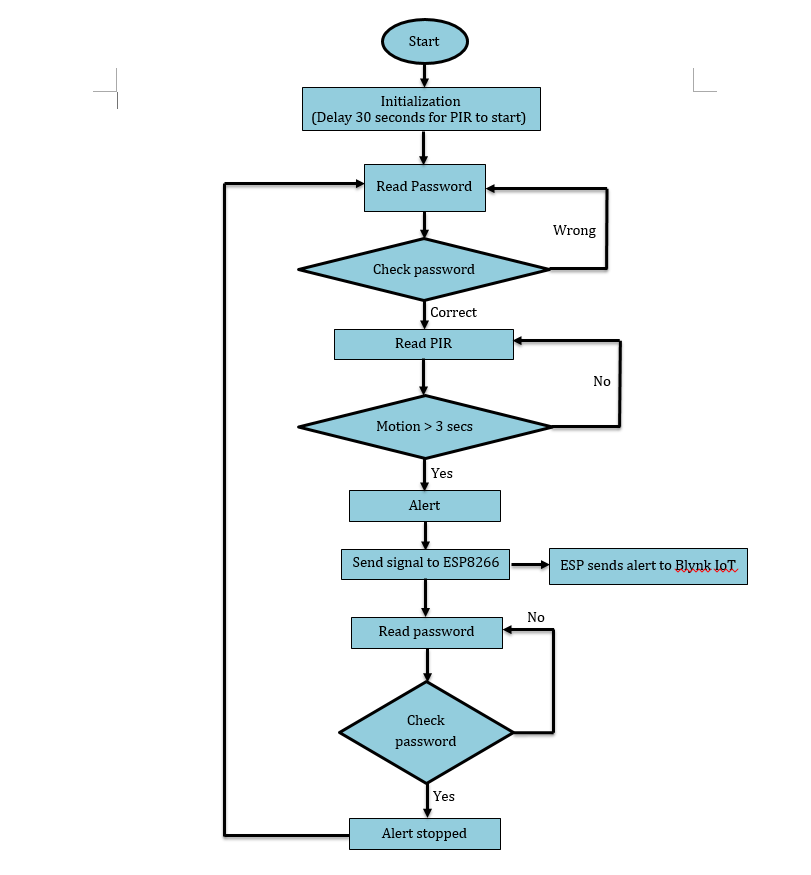 Start
Initialization
(Delay 30 seconds for PIR to start)
Read Password
Wrong
Check password
Correct
Read PIR
No
Motion > 3 secs
Yes
Alert
Send signal to ESP8266
ESP sends alert to Blynk IoT
No
Read password
Check
password
Yes
Alert stopped